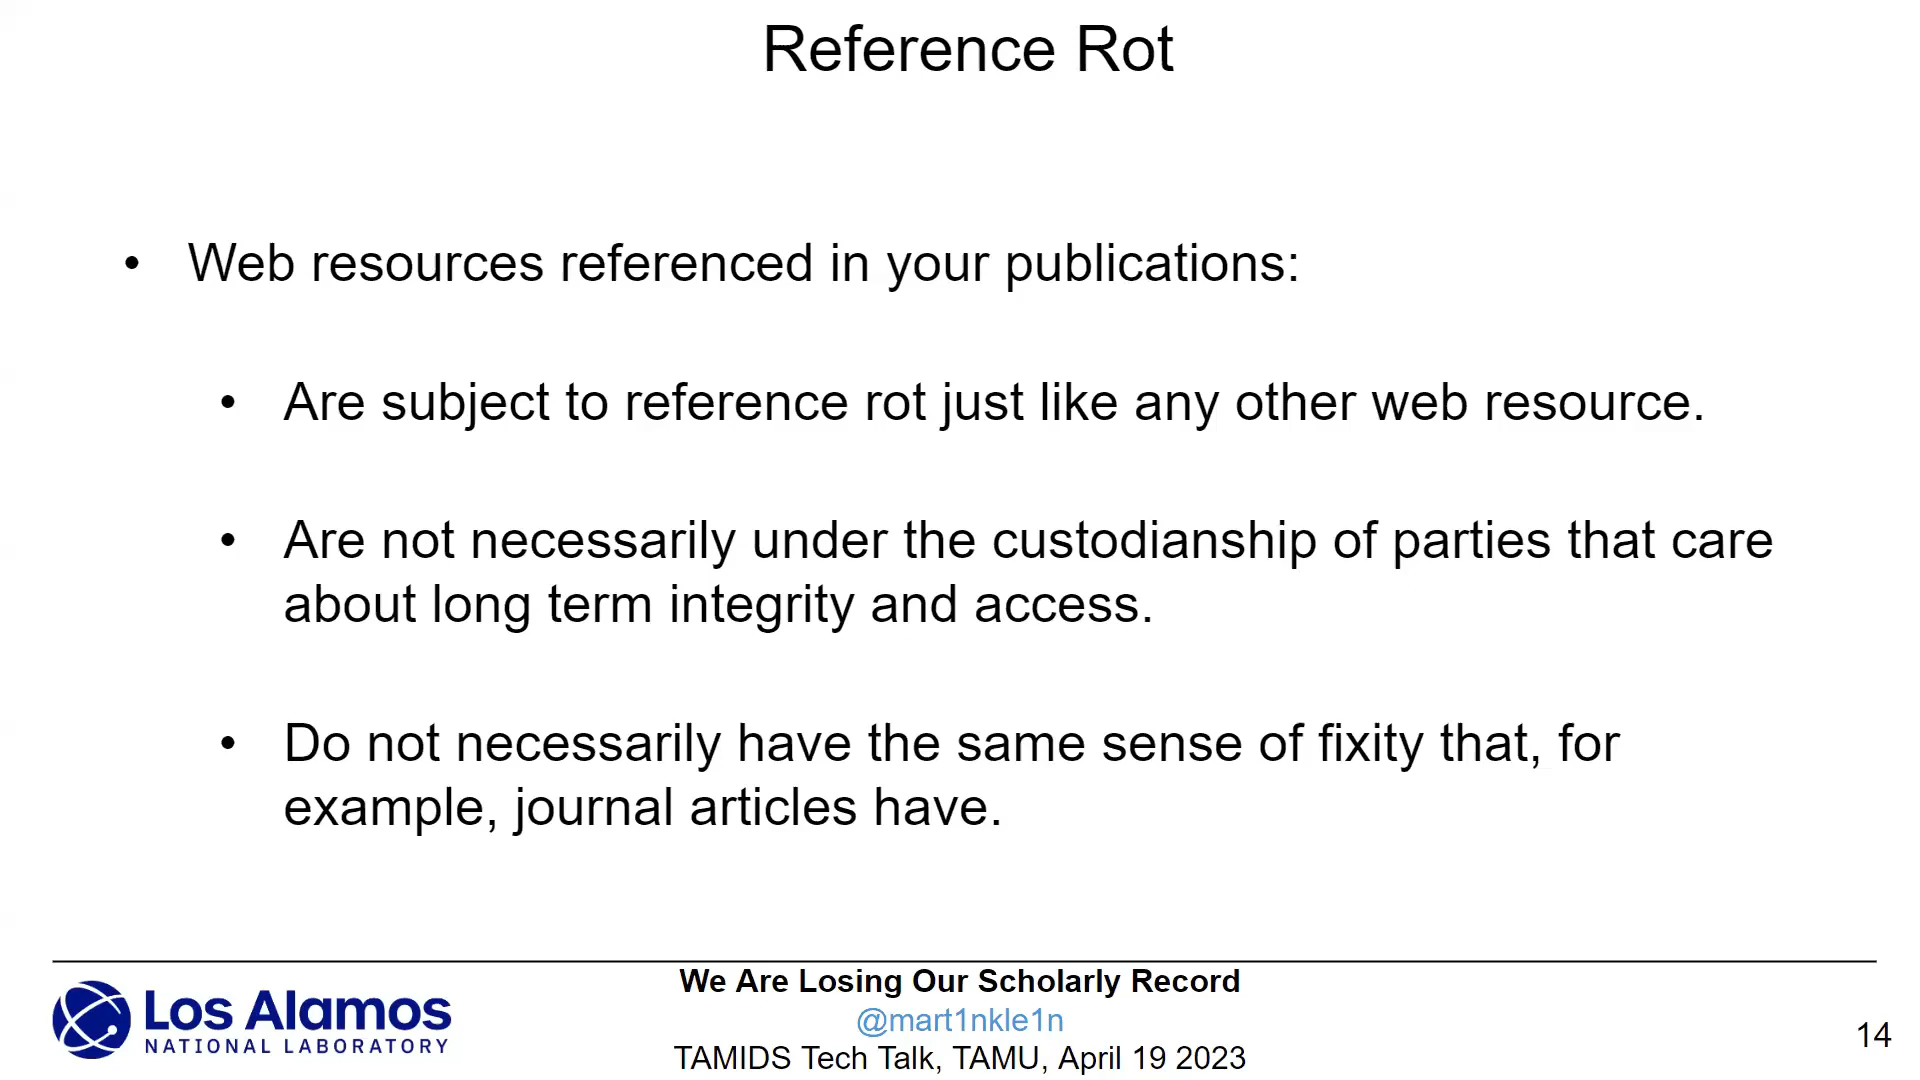 Reference Rot
• Web resources referenced in your publications:
• Are subject to reference rot just like any other web resource.
• Are not necessarily under the custodianship of parties that care
about long term integrity and access.
• Do not necessarily have the same sense of fixity that, for
example, journal articles have.
We Are Losing Our Scholarly Record
@mart1nkle1n
TAMIDS Tech Talk, TAMU, April 19 2023
Los Alamos
NATIONAL LABORATORY
14